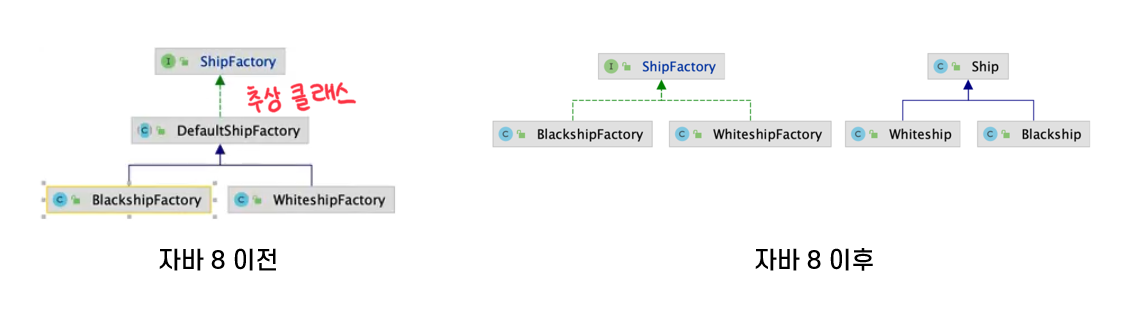 I ShipFactory
추상 클래스
C DefaultShipFactory
C BlackshipFactory
C WhiteshipFactory
자바 8 이전
I ShipFactory
C BlackshipFactory
C WhiteshipFactory
C Ship
C Whiteship
C Blackship
자바 8 이후